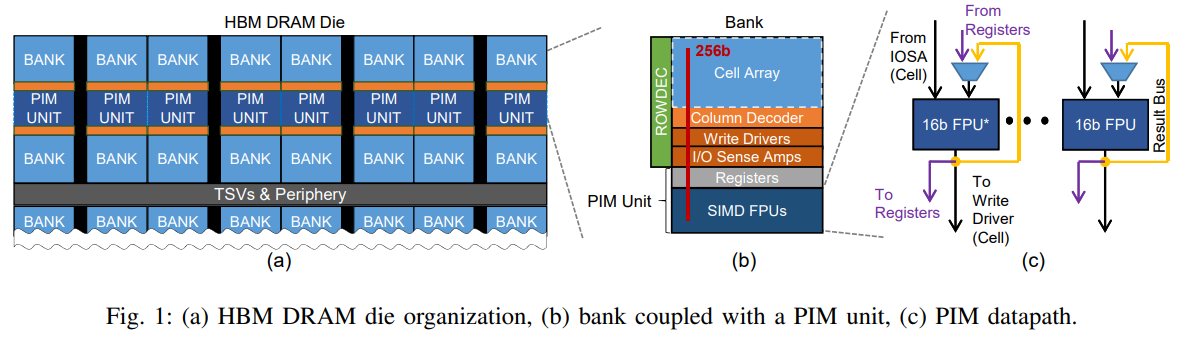 HBM DRAM Die
BANK BANK BANK BANK BANK BANK BANK BANK
PIM UNIT PIM UNIT PIM UNIT PIM UNIT PIM UNIT PIM UNIT PIM UNIT PIM UNIT
BANK BANK BANK BANK BANK BANK BANK BANK
TSVs & Periphery
BANK BANK BANK BANK BANK BANK BANK BANK
(a)
Bank
256b
Cell Array
ROWDEC
Column Decoder
Write Drivers
I/O Sense Amps
Registers
PIM Unit
SIMD FPUs
(b)
From
Registers
From
IOSA
(Cell)
16b FPU*
16b FPU
Result Bus
To
Registers
To
Write
Driver
(Cell)
(c)
Fig. 1: (a) HBM DRAM die organization, (b) bank coupled with a PIM unit, (c) PIM datapath.